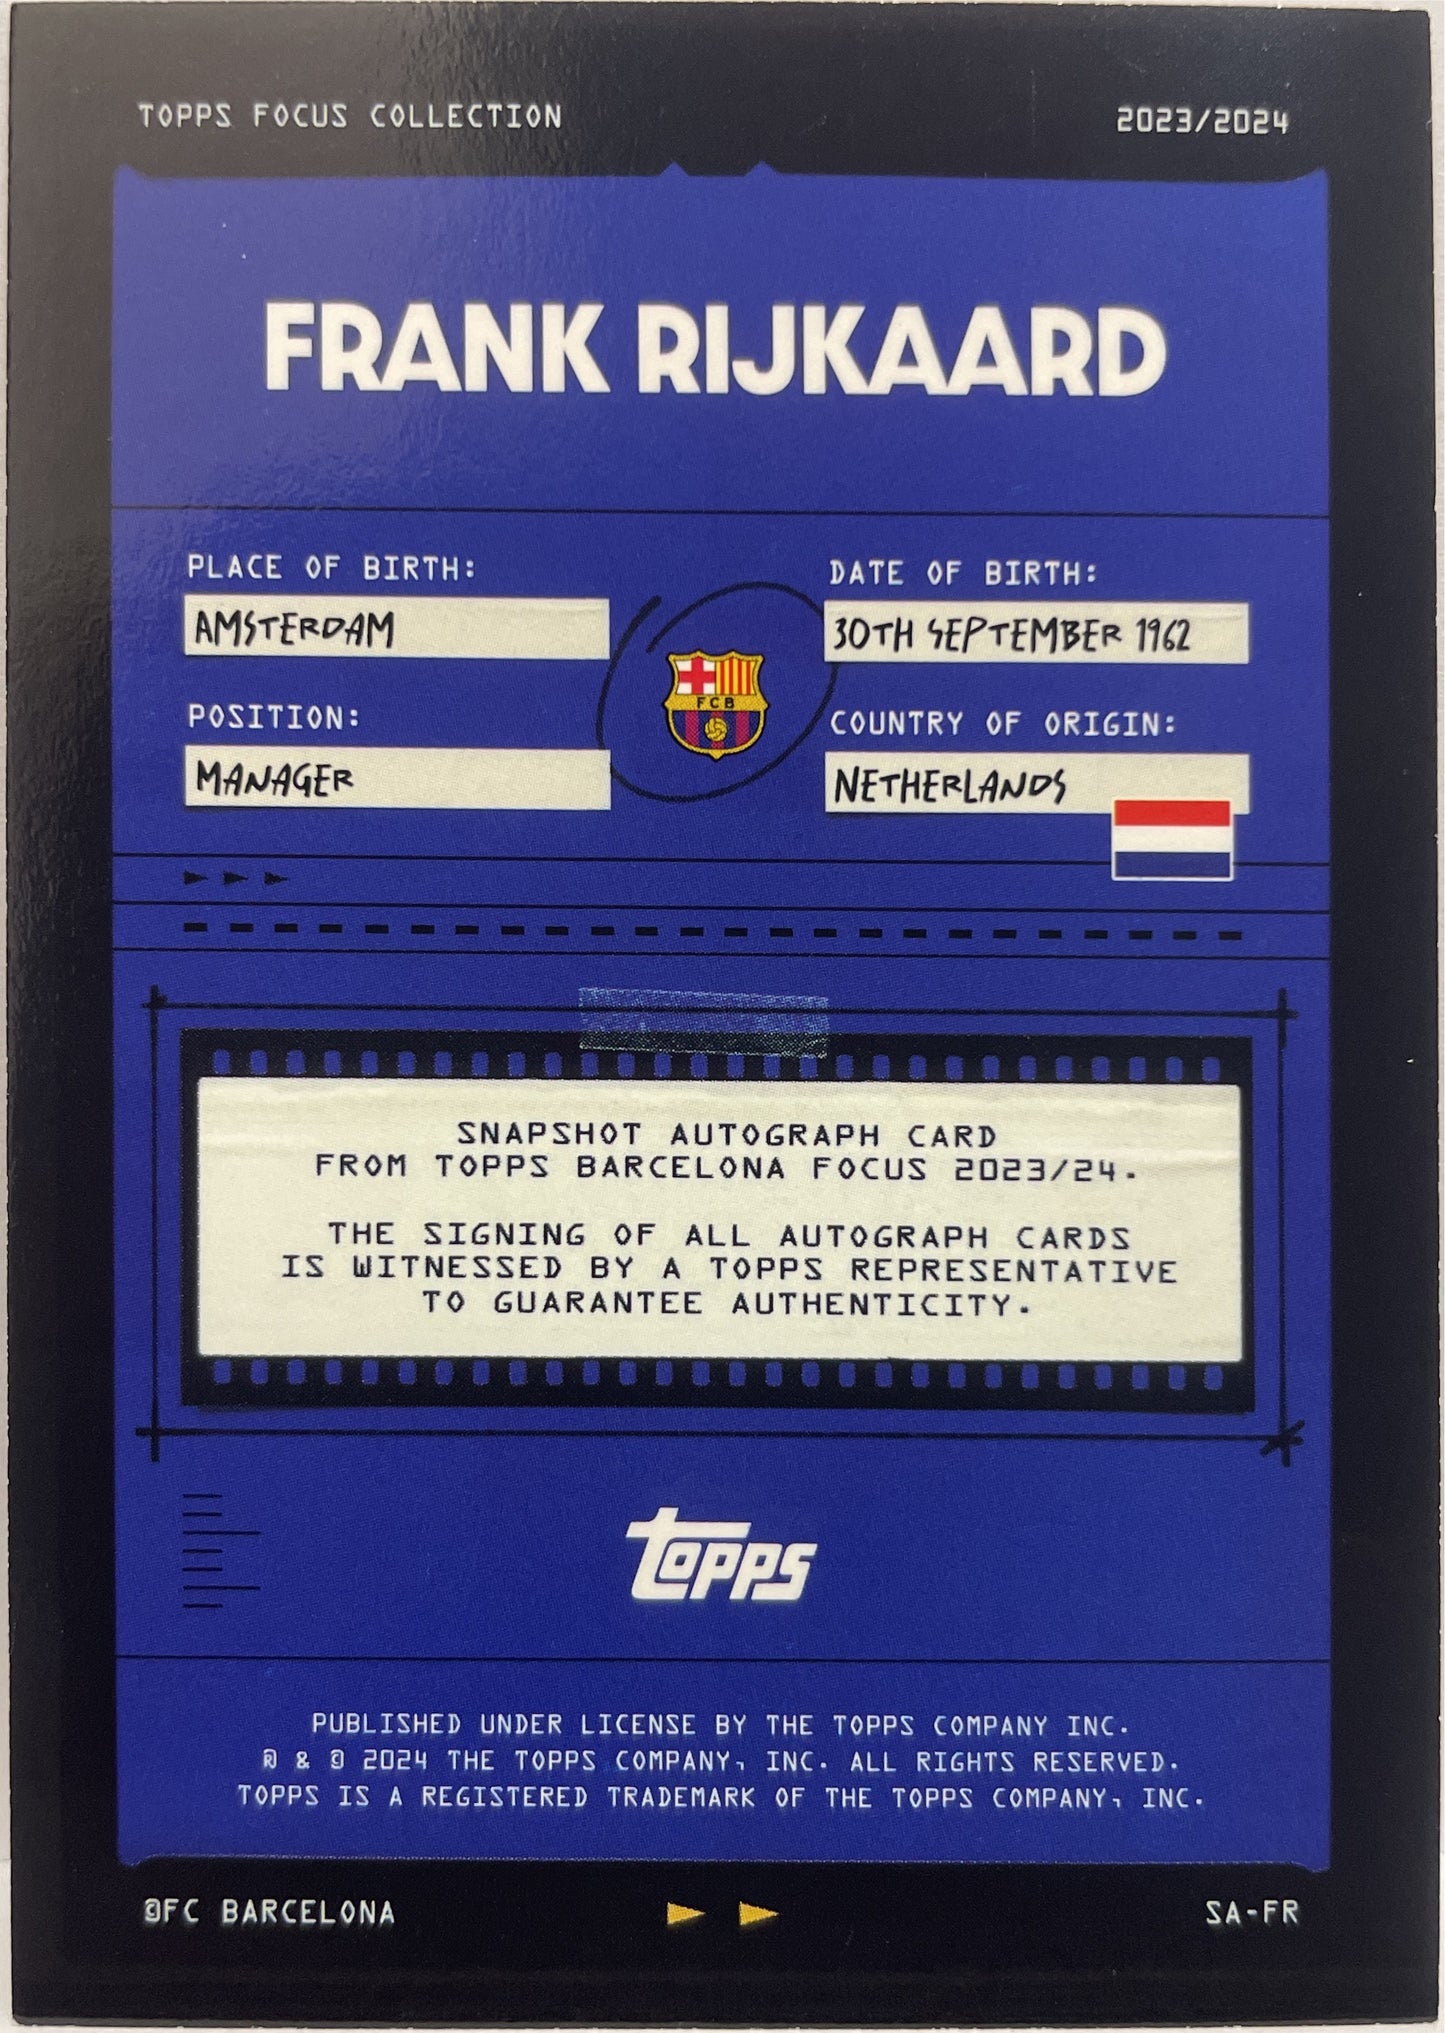 TOPPS FOCUS COLLECTION 2023/2024
FRANK RIJKAARD
PLACE OF BIRTH: DATE OF BIRTH:
AMSTERDAM 30TH SEPTEMBER 1962
POSITION: COUNTRY OF ORIGIN:
MANAGER NETHERLANDS
FCB
SNAPSHOT AUTOGRAPH CARD
FROM TOPPS BARCELONA FOCUS 2023/24.
THE SIGNING OF ALL AUTOGRAPH CARDS
IS WITNESSED BY A TOPPS REPRESENTATIVE
TO GUARANTEE AUTHENTICITY.
topps
PUBLISHED UNDER LICENSE BY THE TOPPS COMPANY INC.
® & © 2024 THE TOPPS COMPANY, INC. ALL RIGHTS RESERVED.
TOPPS IS A REGISTERED TRADEMARK OF THE TOPPS COMPANY, INC.
©FC BARCELONA SA-FR